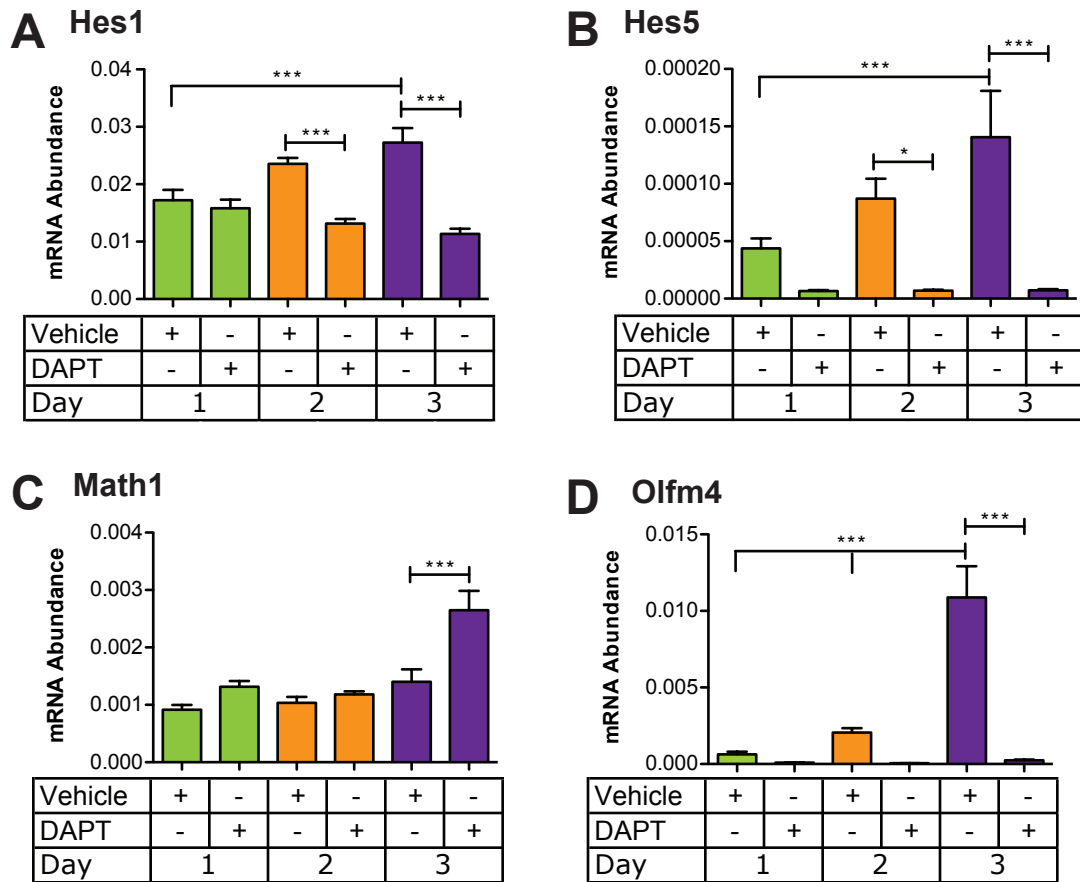 A Hes1
mRNA Abundance
0.04
0.03
0.02
0.01
0.00
***
***
***
Vehicle + - + - + -
DAPT - + - + - +
Day 1 2 3
B Hes5
mRNA Abundance
0.00020
0.00015
0.00010
0.00005
0.00000
***
***
*
Vehicle + - + - + -
DAPT - + - + - +
Day 1 2 3
C Math1
mRNA Abundance
0.004
0.003
0.002
0.001
0.000
***
Vehicle + - + - + -
DAPT - + - + - +
Day 1 2 3
D Olfm4
mRNA Abundance
0.015
0.010
0.005
0.000
***
***
Vehicle + - + - + -
DAPT - + - + - +
Day 1 2 3